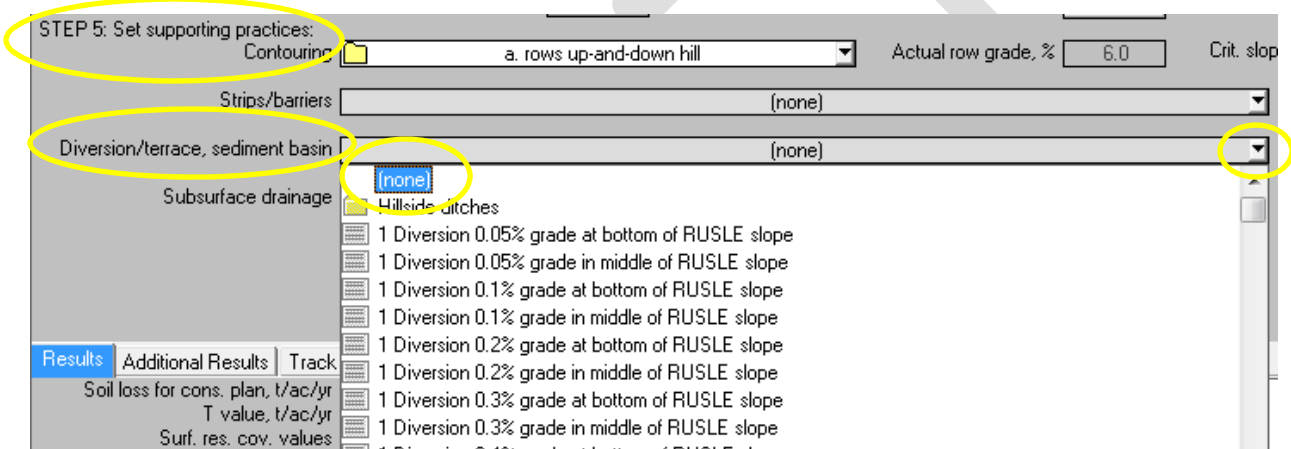 STEP 5: Set supporting practices:
Contouring a. rows up-and-down hill Actual row grade, % 6.0 Crit. slop
Strips/barriers (none)
Diversion/terrace, sediment basin (none)
(none)
Subsurface drainage
Hillside ditches
1 Diversion 0.05% grade at bottom of RUSLE slope
1 Diversion 0.05% grade in middle of RUSLE slope
1 Diversion 0.1% grade at bottom of RUSLE slope
1 Diversion 0.1% grade in middle of RUSLE slope
1 Diversion 0.2% grade at bottom of RUSLE slope
1 Diversion 0.2% grade in middle of RUSLE slope
1 Diversion 0.3% grade at bottom of RUSLE slope
1 Diversion 0.3% grade in middle of RUSLE slope
Results Additional Results Track
Soil loss for cons. plan, t/ac/yr
T value, t/ac/yr
Surf. res. cov. values